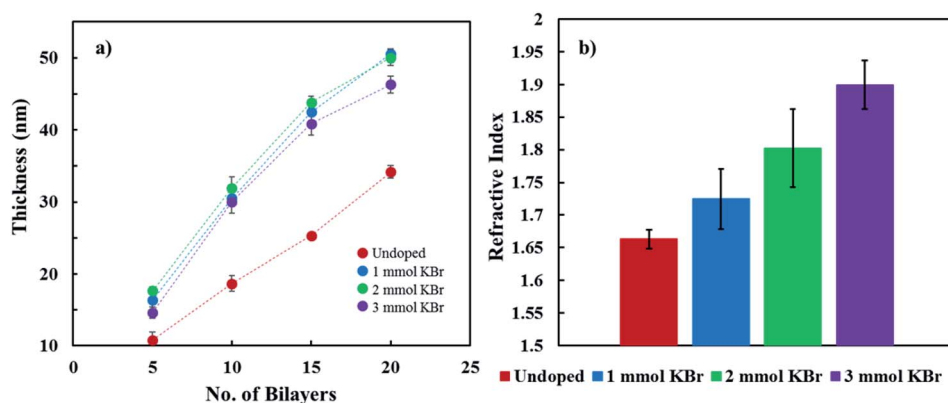 a)
Thickness (nm)
50
40
30
20
10
0
5
10
15
20
25
No. of Bilayers
Undoped
1 mmol KBr
2 mmol KBr
3 mmol KBr
b)
Refractive Index
2
1.95
1.9
1.85
1.8
1.75
1.7
1.65
1.6
1.55
1.5
Undoped 1 mmol KBr 2 mmol KBr 3 mmol KBr